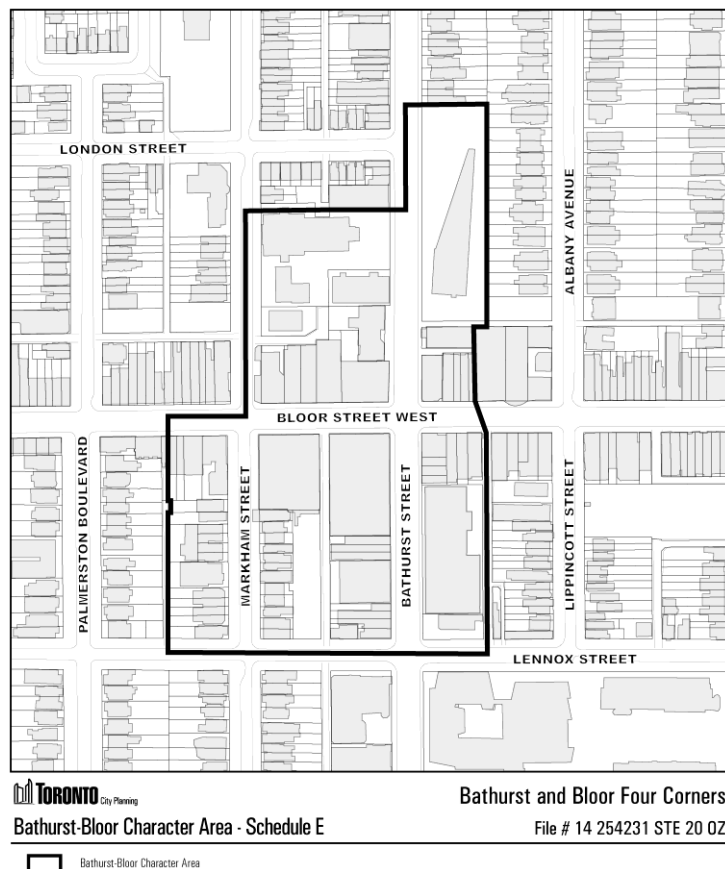 LONDON STREET
ALBANY AVENUE
BLOOR STREET WEST
PALMERSTON BOULEVARD
MARKHAM STREET
BATHURST STREET
LIPPINCOTT STREET
LENNOX STREET
TORONTO City Planning
Bathurst and Bloor Four Corners
Bathurst-Bloor Character Area - Schedule E
File # 14 254231 STE 20 OZ
Bathurst-Bloor Character Area